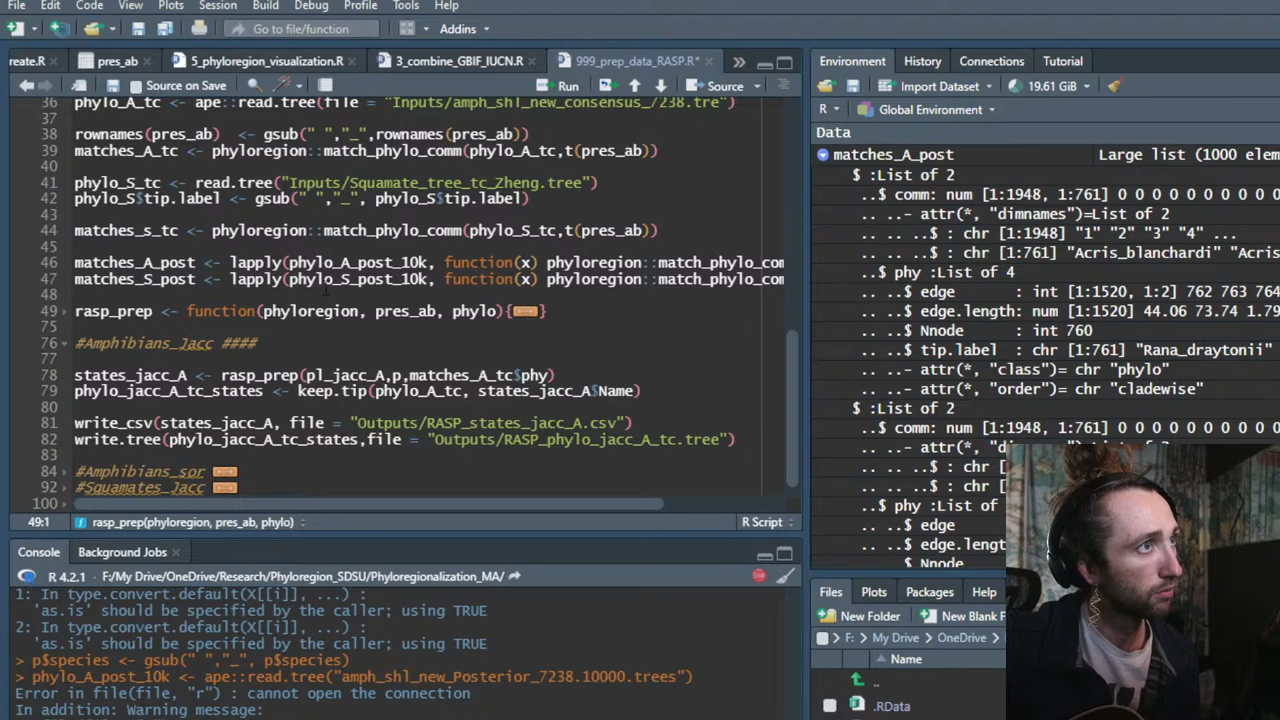 File Edit Code View Plots Session Build Debug Profile Tools Help
Go to file/function Addins
reate.R pres_ab 5_phyloregion_visualization.R 3_combine_GBIF_IUCN.R 999_prep_data_RASP.R*
Source on Save Run Source
36 phylo_A_tc <- ape::read.tree(file = "Inputs/amph_shl_new_consensus_7238.tre")
37
38 rownames(pres_ab) <- gsub(" ","_",rownames(pres_ab))
39 matches_A_tc <- phyloregion::match_phylo_comm(phylo_A_tc,t(pres_ab))
40
41 phylo_S_tc <- read.tree("Inputs/Squamate_tree_tc_Zheng.tree")
42 phylo_S$tip.label <- gsub(" ","_", phylo_S$tip.label)
43
44 matches_s_tc <- phyloregion::match_phylo_comm(phylo_S_tc,t(pres_ab))
45
46 matches_A_post <- lapply(phylo_A_post_10k, function(x) phyloregion::match_phylo_com
47 matches_S_post <- lapply(phylo_S_post_10k, function(x) phyloregion::match_phylo_com
48
49 rasp_prep <- function(phyloregion, pres_ab, phylo){ }
75
76 #Amphibians_Jacc ####
77
78 states_jacc_A <- rasp_prep(pl_jacc_A,p,matches_A_tc$phy)
79 phylo_jacc_A_tc_states <- keep.tip(phylo_A_tc, states_jacc_A$Name)
80
81 write_csv(states_jacc_A, file = "Outputs/RASP_states_jacc_A.csv")
82 write.tree(phylo_jacc_A_tc_states,file = "Outputs/RASP_phylo_jacc_A_tc.tree")
83
84 #Amphibians_sor
92 #Squamates_Jacc
100
49:1 rasp_prep(phyloregion, pres_ab, phylo) R Script
Console Background Jobs
R 4.2.1 · F:/My Drive/OneDrive/Research/Phyloregion_SDSU/Phyloregionalization_MA/
1: In type.convert.default(X[[i]], ...) :
'as.is' should be specified by the caller; using TRUE
2: In type.convert.default(X[[i]], ...) :
'as.is' should be specified by the caller; using TRUE
> p$species <- gsub(" ","_", p$species)
> phylo_A_post_10k <- ape::read.tree("amph_shl_new_Posterior_7238.10000.trees")
Error in file(file, "r") : cannot open the connection
In addition: Warning message:
Environment History Connections Tutorial
Import Dataset 19.61 GiB
R Global Environment
Data
matches_A_post Large list (1000 elem
$ :List of 2
..$ comm: num [1:1948, 1:761] 0 0 0 0 0 0 0 0
.. ..- attr(*, "dimnames")=List of 2
.. .. ..$ : chr [1:1948] "1" "2" "3" "4" ...
.. .. ..$ : chr [1:761] "Acris_blanchardi" "Acris
..$ phy :List of 4
.. ..$ edge : int [1:1520, 1:2] 762 763 764
.. ..$ edge.length: num [1:1520] 44.06 73.74 1.79
.. ..$ Nnode : int 760
.. ..$ tip.label : chr [1:761] "Rana_draytonii"
.. ..- attr(*, "class")= chr "phylo"
.. ..- attr(*, "order")= chr "cladewise"
$ :List of 2
..$ comm: num [1:1948, 1:761] 0 0 0 0 0 0 0 0
.. ..- attr(*, "dim
.. .. ..$ :
.. .. ..$ :
..$ phy :List of
.. ..$ edge
.. ..$ edge.length
.. ..$ Nnode
Files Plots Packages Help
New Folder New Blank F
F: My Drive OneDrive
Name
..
.RData